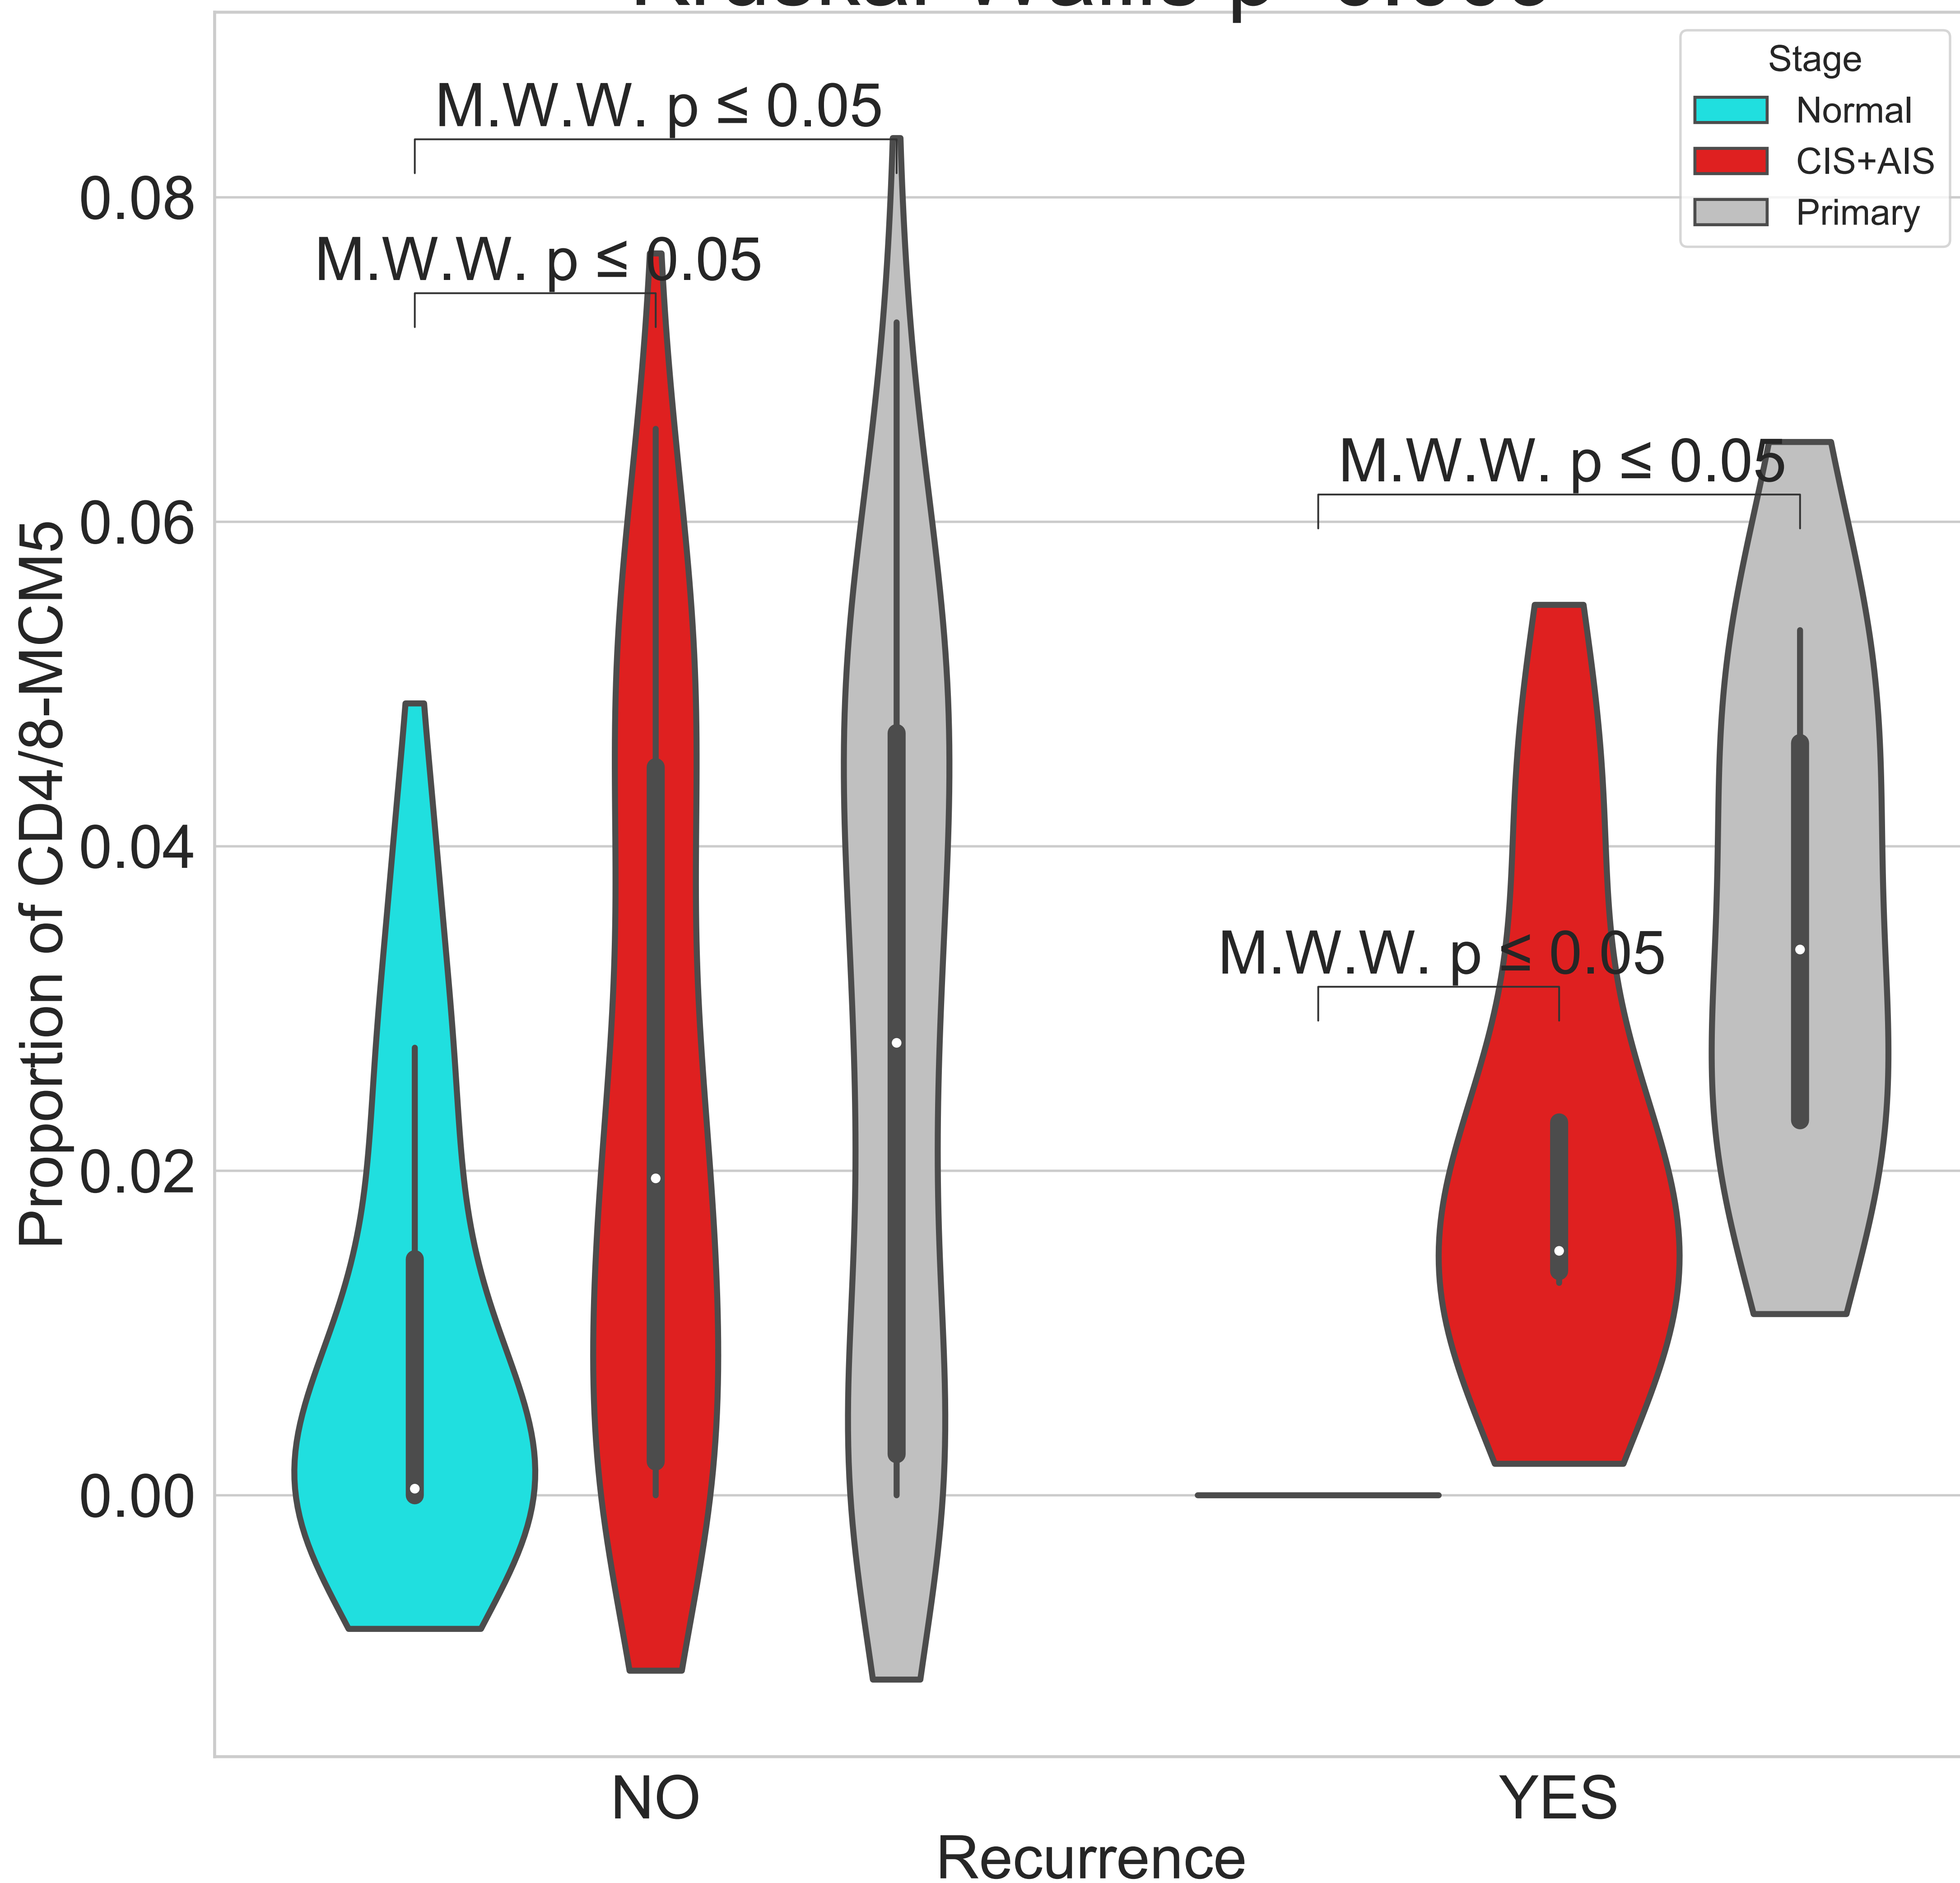 Stage
Normal
CIS+AIS
Primary
M.W.W. p ≤ 0.05
M.W.W. p ≤ 0.05
M.W.W. p ≤ 0.05
M.W.W. p ≤ 0.05
0.08
0.06
0.04
0.02
0.00
Proportion of CD4/8-MCM5
NO
YES
Recurrence